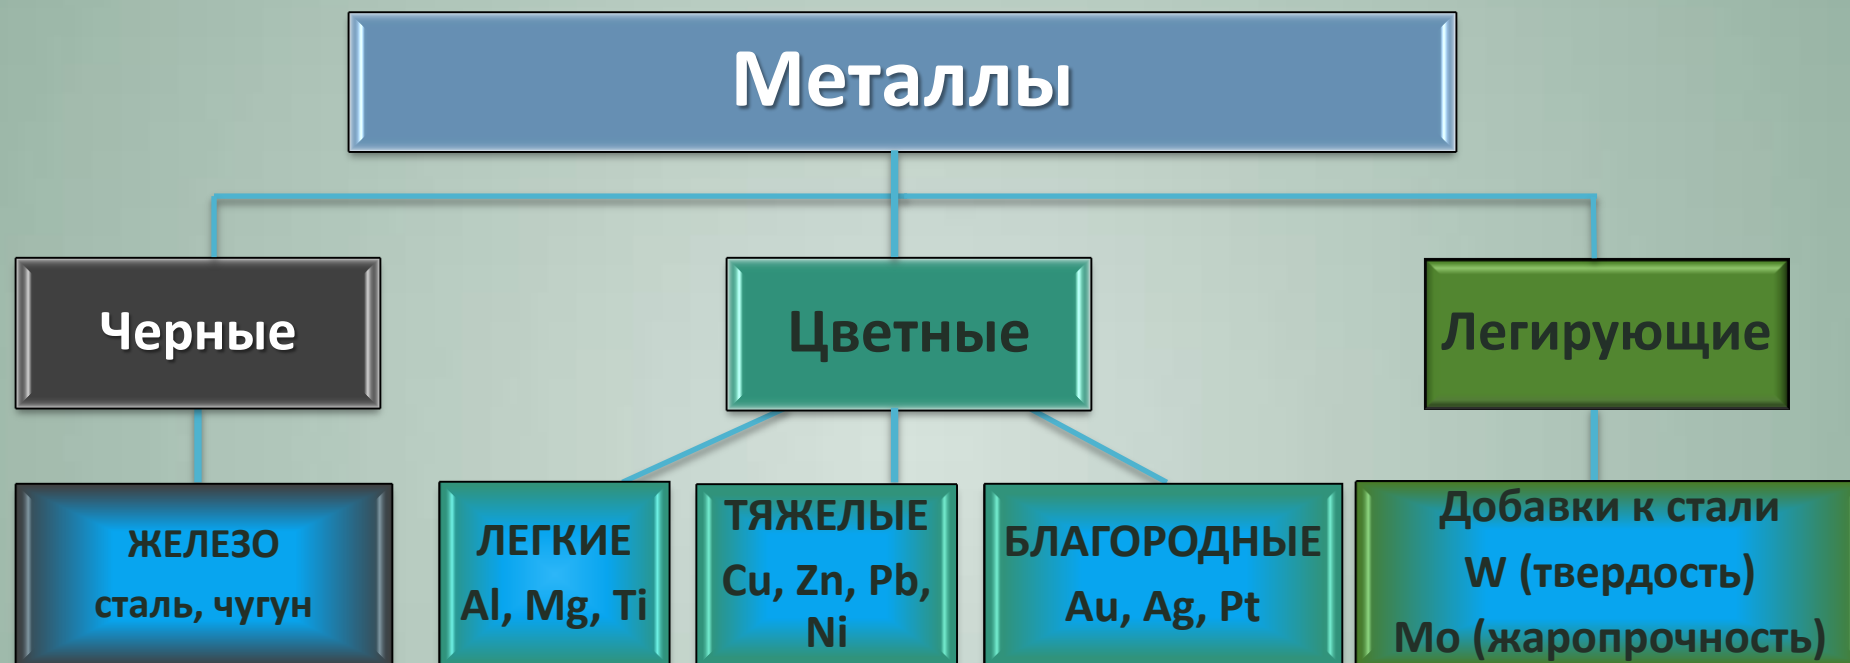 Металлы
Черные
Цветные
Легирующие
ЖЕЛЕЗО
сталь, чугун
ЛЕГКИЕ
Al, Mg, Ti
ТЯЖЕЛЫЕ
Cu, Zn, Pb,
Ni
БЛАГОРОДНЫЕ
Au, Ag, Pt
Добавки к стали
W (твердость)
Mo (жаропрочность)